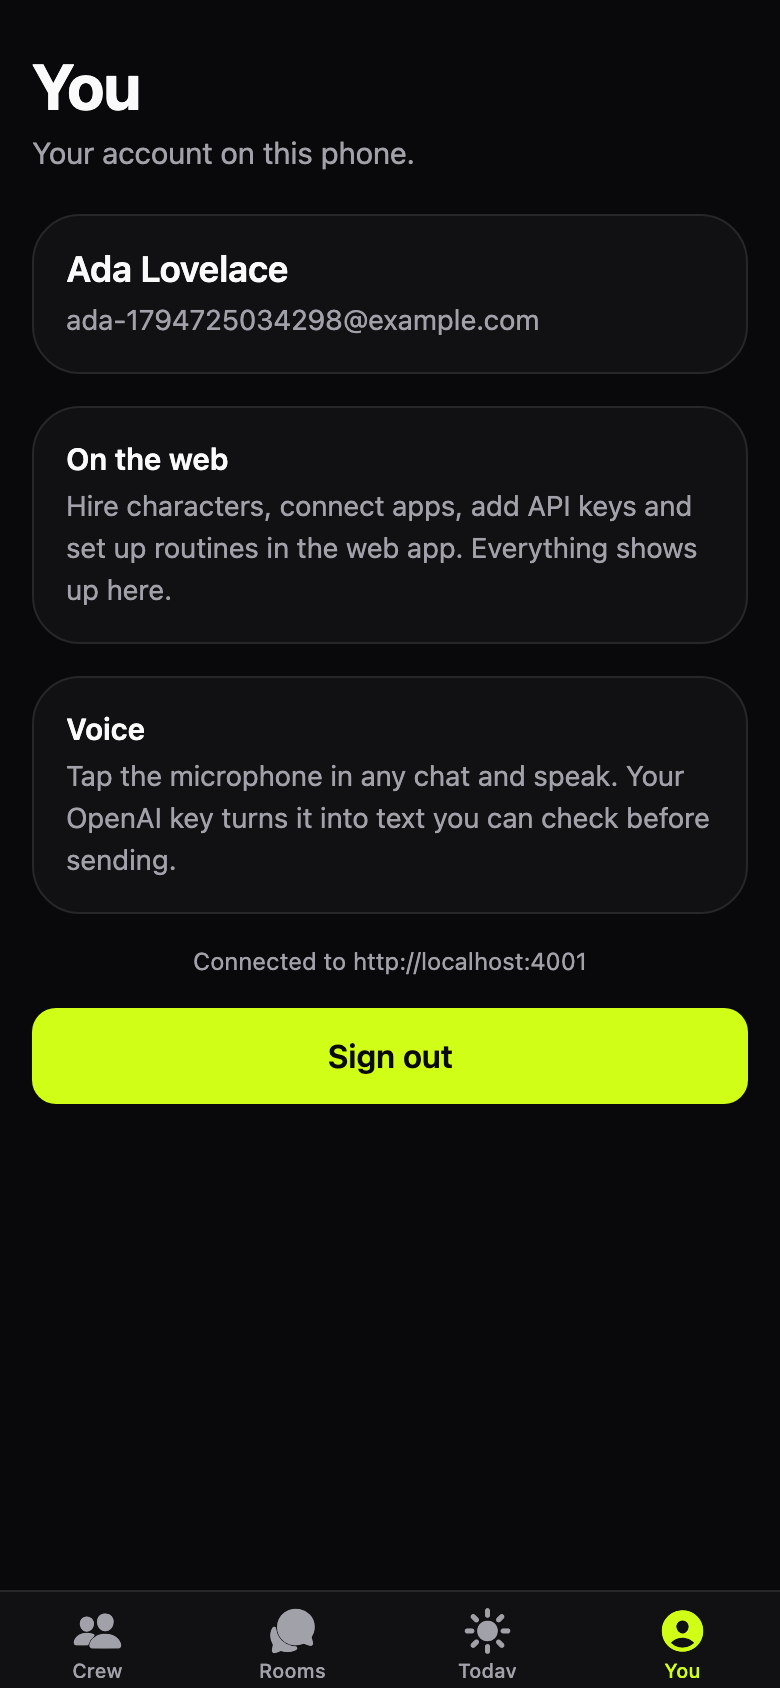 You
Your account on this phone.
Ada Lovelace
ada-1794725034298@example.com
On the web
Hire characters, connect apps, add API keys and
set up routines in the web app. Everything shows
up here.
Voice
Tap the microphone in any chat and speak. Your
OpenAI key turns it into text you can check before
sending.
Connected to http://localhost:4001
Sign out
Crew
Rooms
Today
You